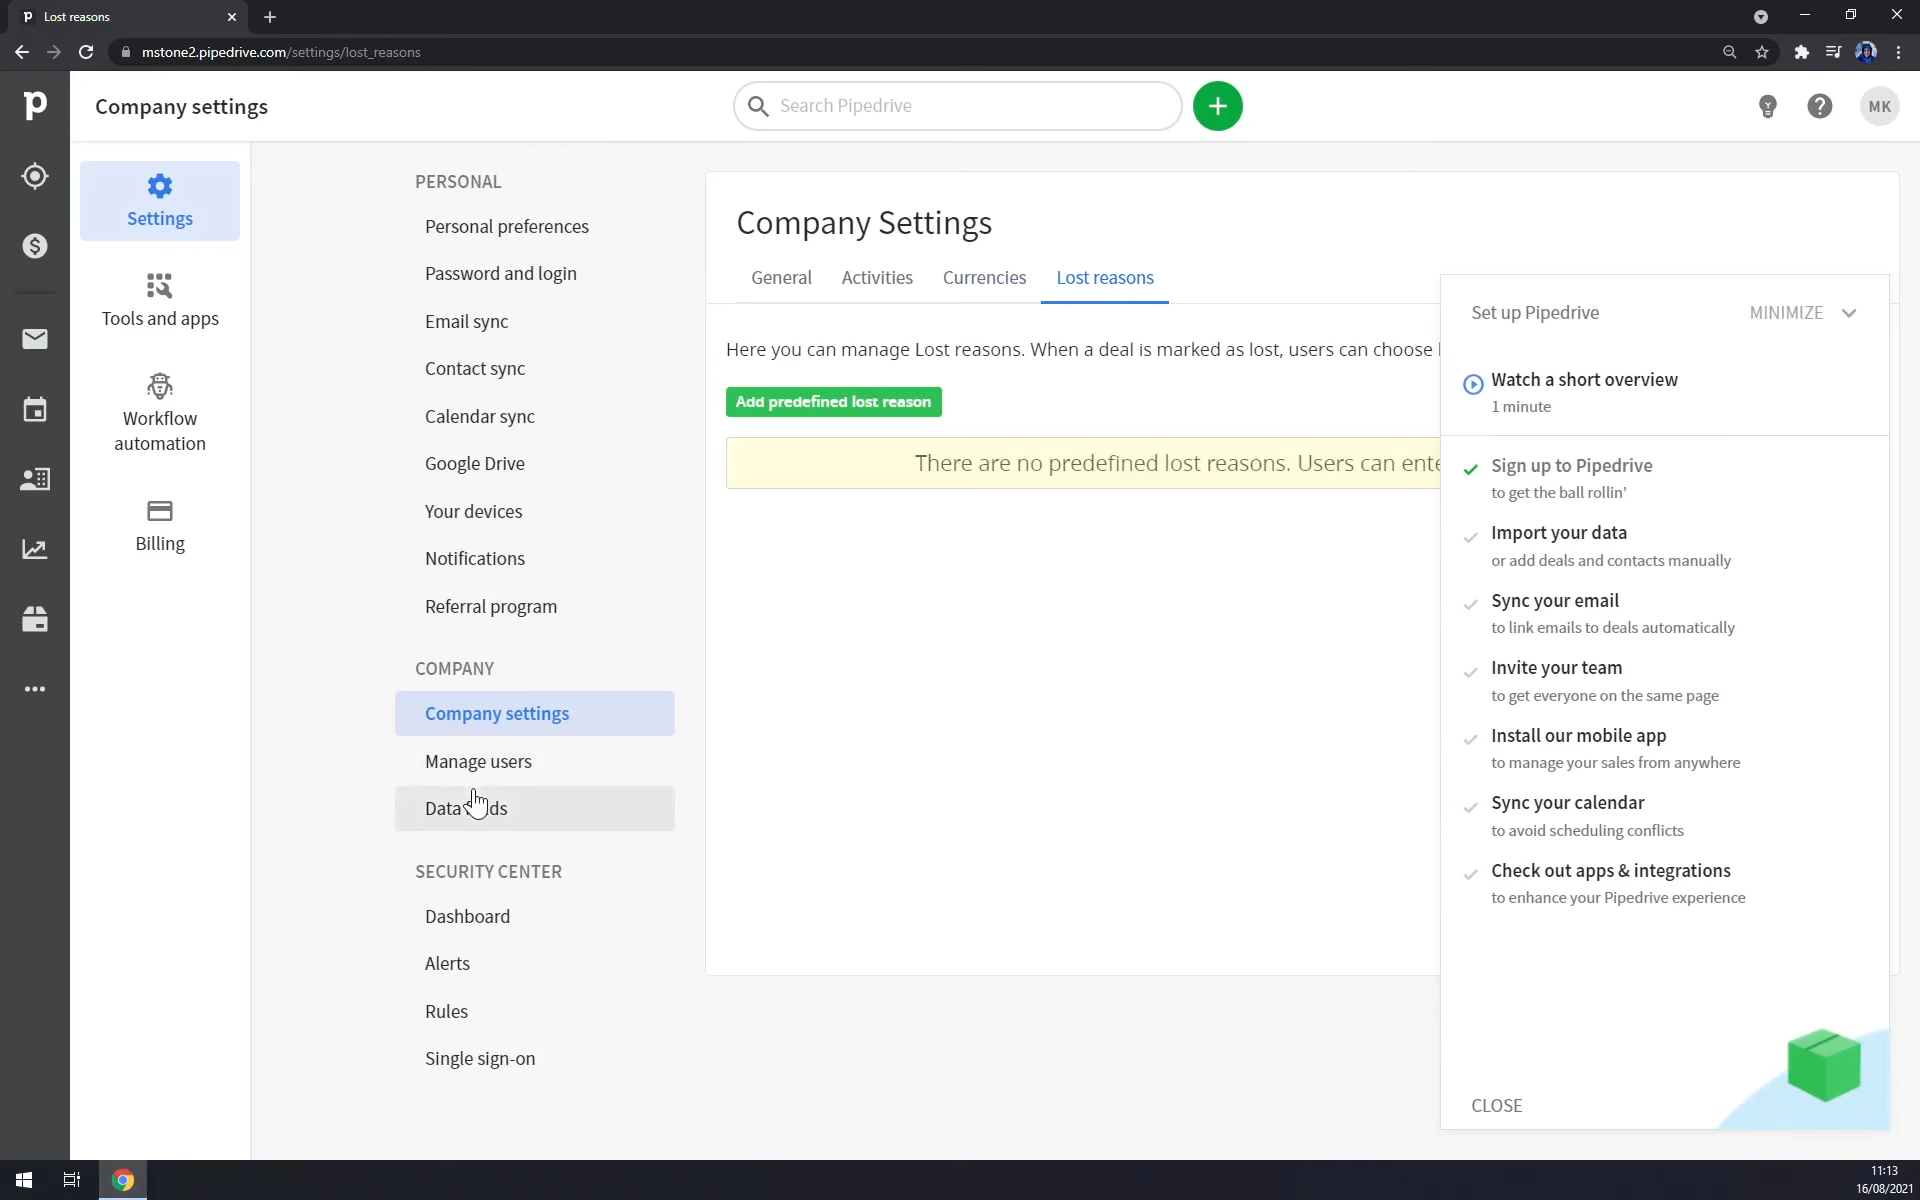 Lost reasons
mstone2.pipedrive.com/settings/lost_reasons
Company settings
Search Pipedrive
MK
Settings
Tools and apps
Workflow
automation
Billing
PERSONAL
Personal preferences
Password and login
Email sync
Contact sync
Calendar sync
Google Drive
Your devices
Notifications
Referral program
COMPANY
Company settings
Manage users
SECURITY CENTER
Dashboard
Alerts
Rules
Single sign-on
Company Settings
General
Activities
Currencies
Lost reasons
Here you can manage Lost reasons. When a deal is marked as lost, users can choose
Add predefined lost reason
There are no predefined lost reasons. Users can ente
Set up Pipedrive
MINIMIZE
Watch a short overview
1 minute
Sign up to Pipedrive
to get the ball rollin'
Import your data
or add deals and contacts manually
Sync your email
to link emails to deals automatically
Invite your team
to get everyone on the same page
Install our mobile app
to manage your sales from anywhere
Sync your calendar
to avoid scheduling conflicts
Check out apps & integrations
to enhance your Pipedrive experience
CLOSE
11:13
16/08/2021